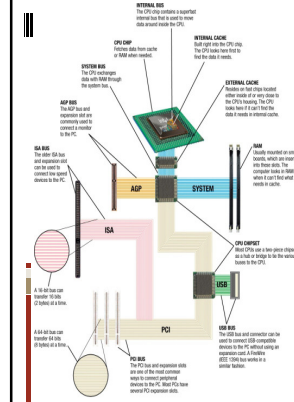 INTERNAL BUS
The CPU chip contains a superfast
internal bus that is used to move
data around inside the CPU.
CPU CHIP
Fetches data from cache
or RAM when needed.
INTERNAL CACHE
Built right into the CPU chip.
The CPU looks here first to
find the data it needs.
SYSTEM BUS
The CPU exchanges
data with RAM through
the system bus.
EXTERNAL CACHE
Resides on fast chips located
either inside of or very close to
the CPU's housing. The CPU
looks here if it can't find the
data it needs in internal cache.
AGP BUS
The AGP bus and
expansion slot are
commonly used to
connect a monitor
to the PC.
ISA BUS
The older ISA bus
and expansion slot
can be used to
connect low speed
devices to the PC.
RAM
Usually mounted on
boards, which are
into these slots. The
computer looks in RAM
when it can't find what
needs in cache.
AGP
SYSTEM
ISA
CPU CHIPSET
Most CPUs use a two-piece
as a hub or bridge to tie the
buses to the CPU.
A 16-bit bus can
transfer 16 bits
(2 bytes) at a time.
USB
PCI
A 64-bit bus can
transfer 64 bits
(8 bytes) at a time.
USB BUS
The USB bus and connector can be
used to connect USB-compatible
devices to the PC without using an
expansion card. A FireWire
(IEEE 1394) bus works in a
similar fashion.
PCI BUS
The PCI bus and expansion slots
are one of the most common
ways to connect peripheral
devices to the PC. Most PCs have
several PCI expansion slots.